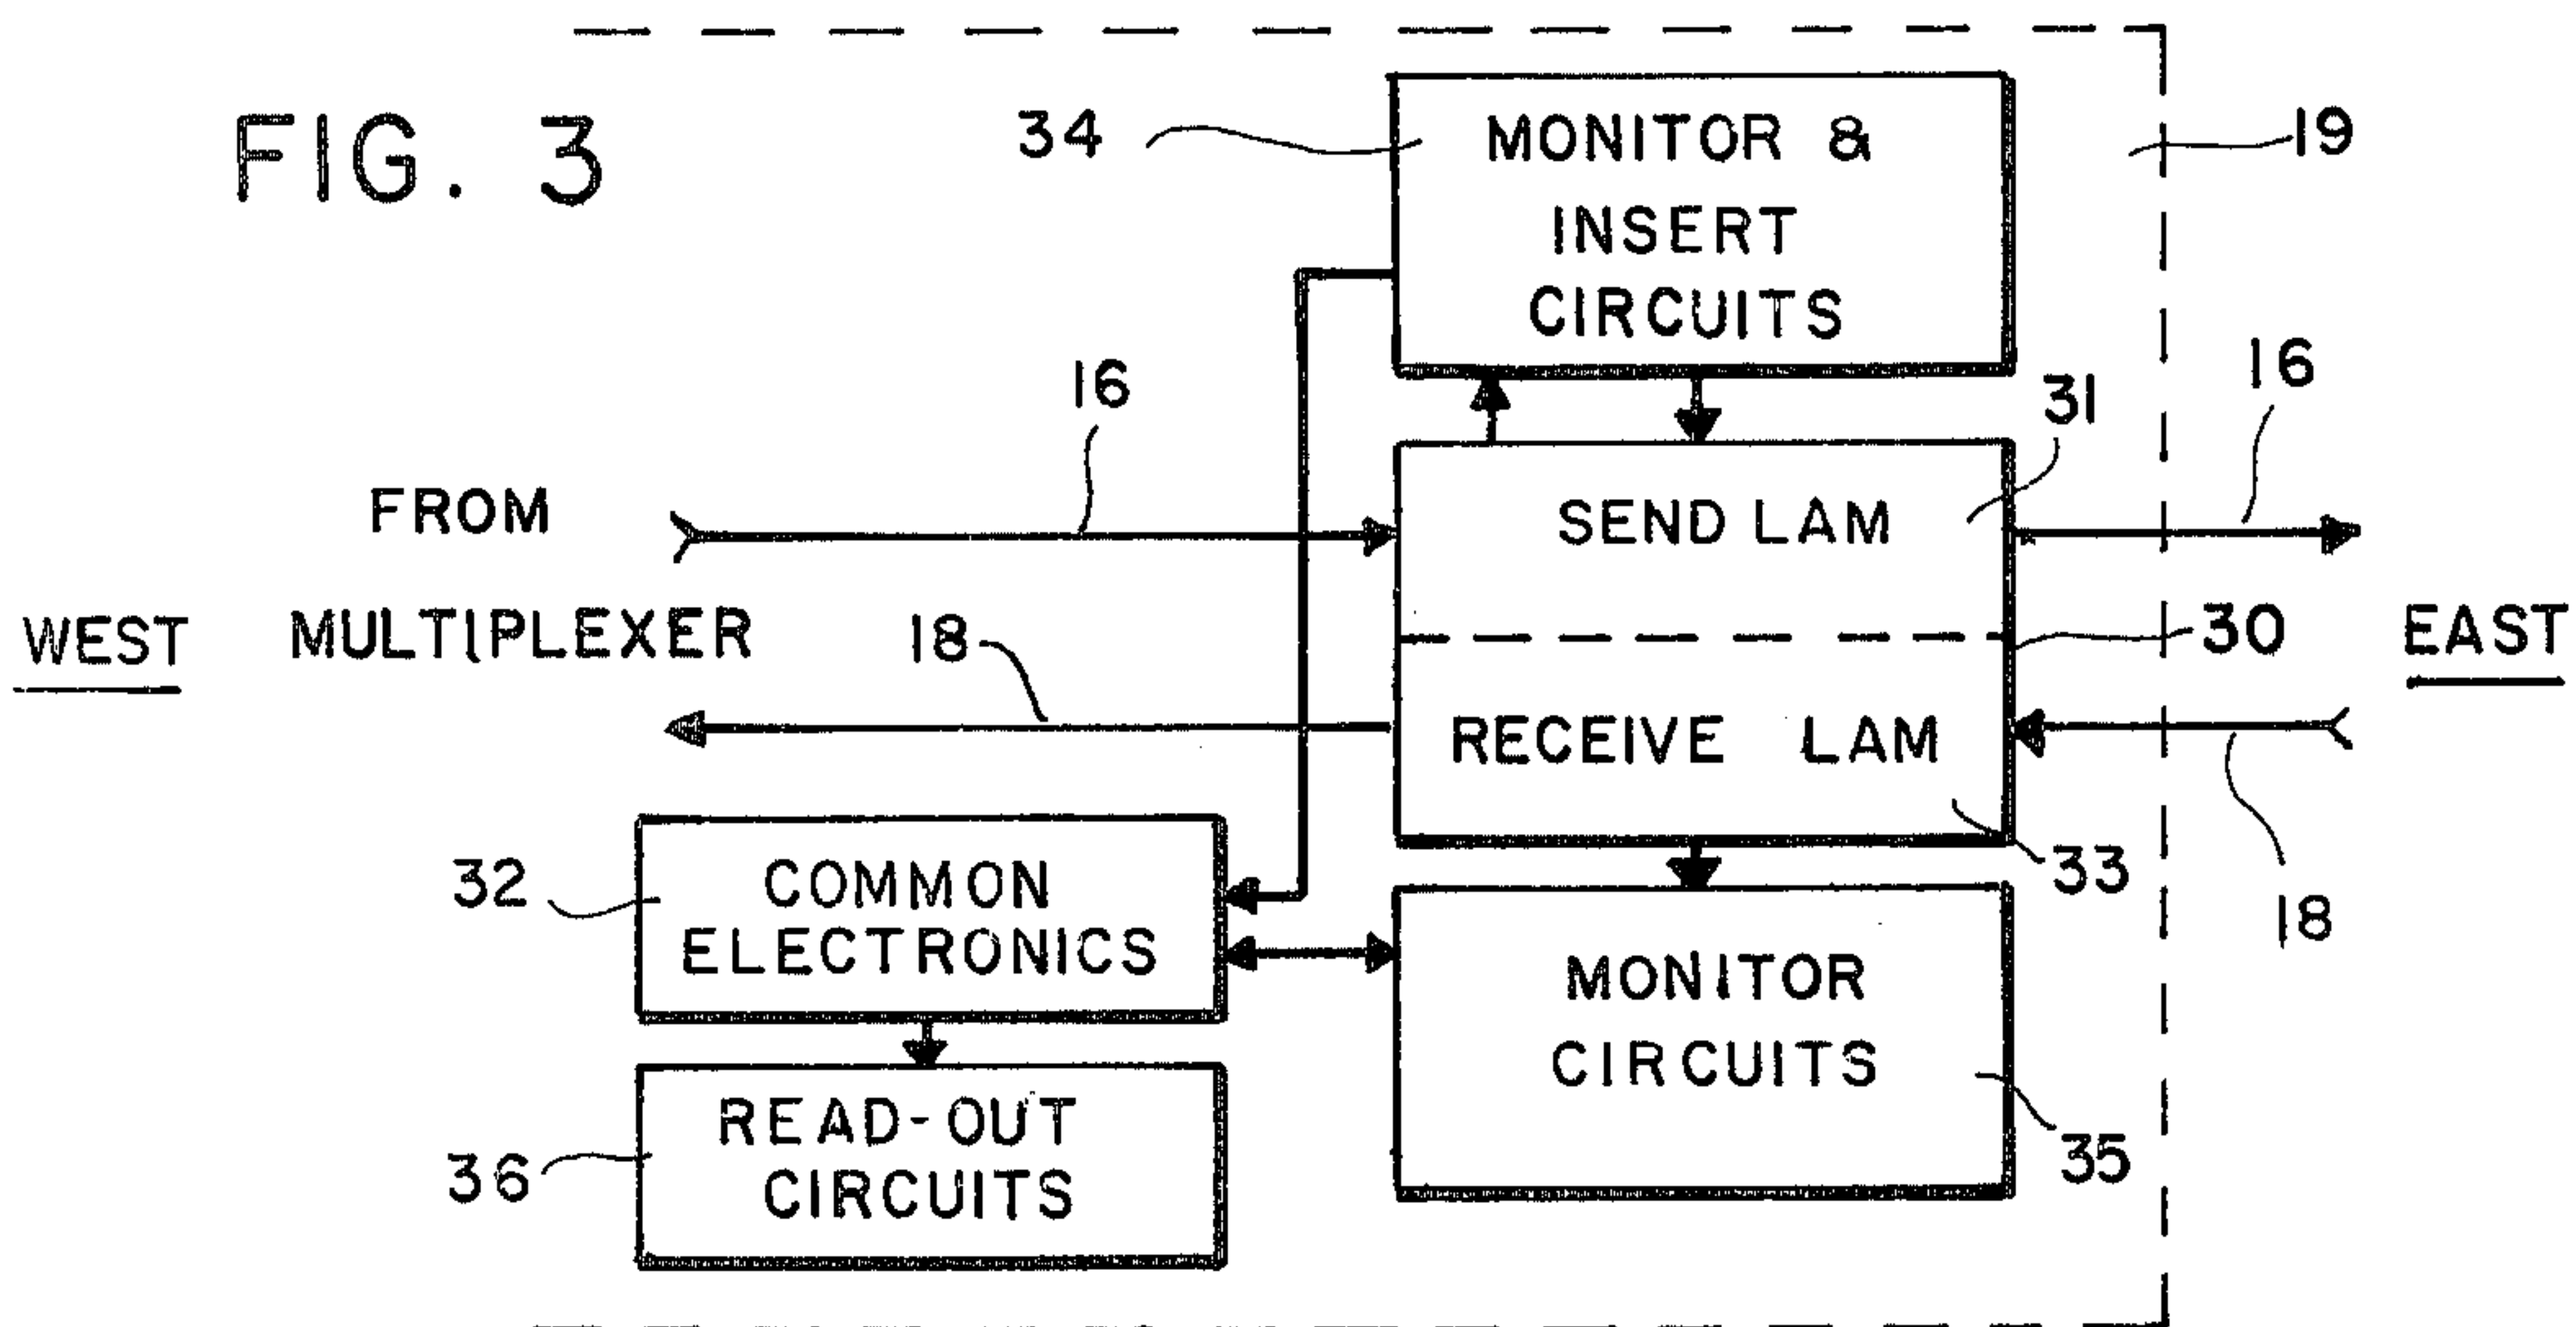 FIG. 3
34
MONITOR &
INSERT
CIRCUITS
19
16
16
31
FROM
SEND LAM
WEST
MULTIPLEXER
18
30
EAST
RECEIVE LAM
33
18
32
COMMON
ELECTRONICS
MONITOR
CIRCUITS
35
36
READ-OUT
CIRCUITS